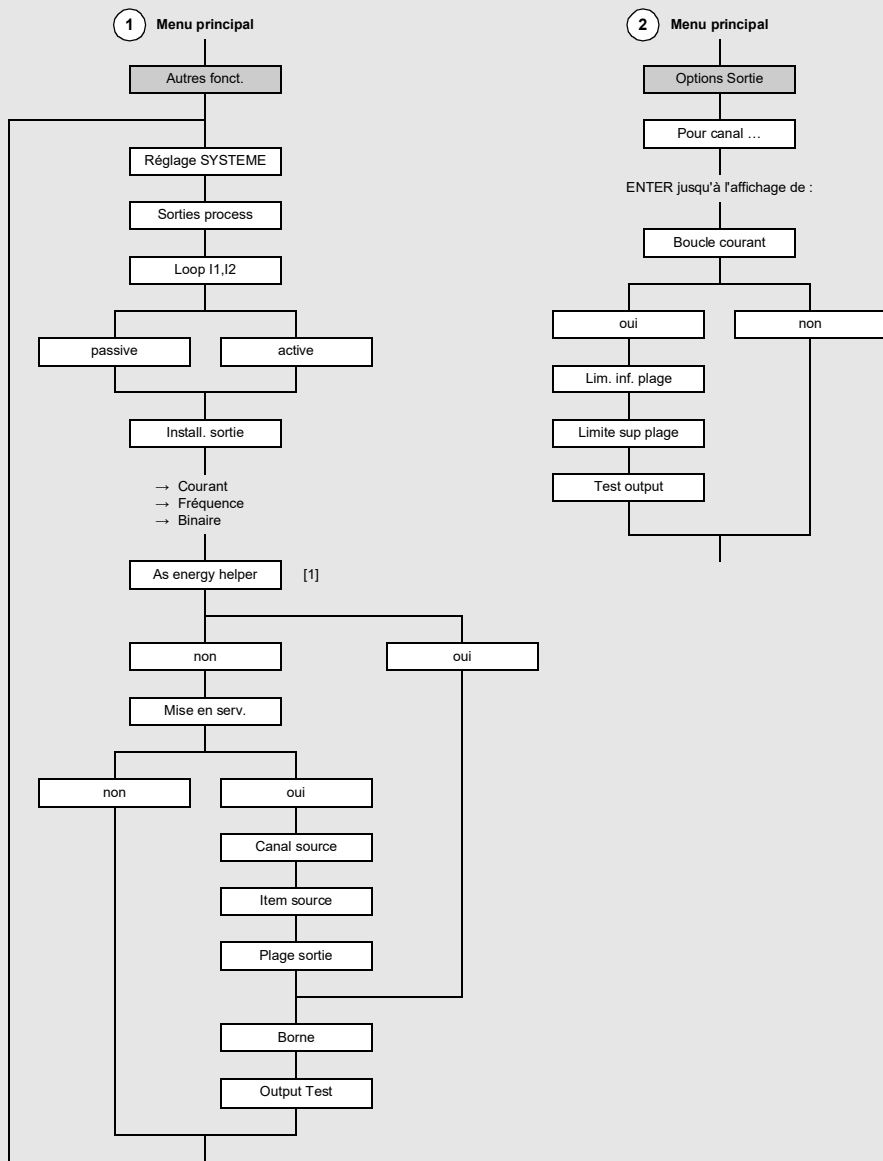 1 Menu principal
Autres fonct.
Réglage SYSTEME
Sorties process
Loop I1,I2
passive
active
Install. sortie
→ Courant
→ Fréquence
→ Binaire
As energy helper [1]
non
oui
Mise en serv.
non
oui
Canal source
Item source
Plage sortie
Borne
Output Test
2 Menu principal
Options Sortie
Pour canal …
ENTER jusqu'à l'affichage de :
Boucle courant
oui
non
Lim. inf. plage
Limite sup plage
Test output